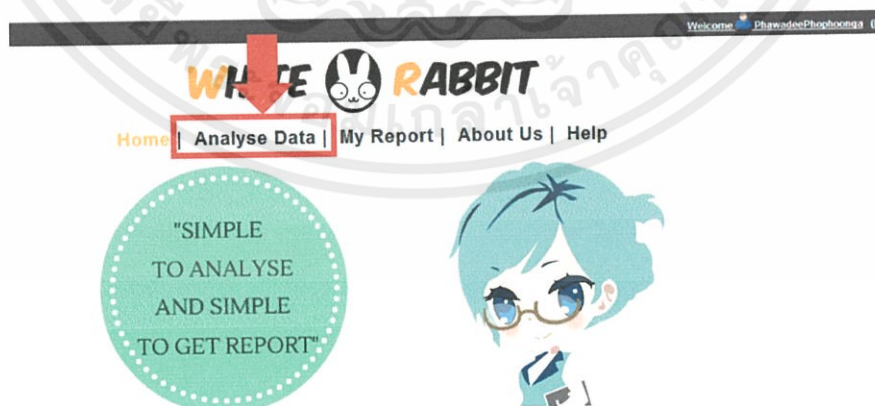 Welcome PhawadeePhophoonga (
WHITE RABBIT
Home | Analyse Data | My Report | About Us | Help
"SIMPLE
TO ANALYSE
AND SIMPLE
TO GET REPORT"